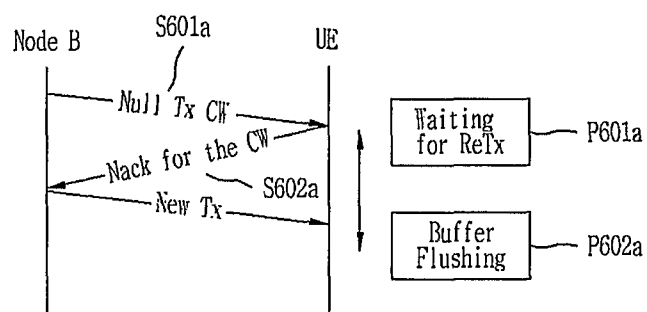 S601a
Node B
UE
Null Tx CW
Waiting
for ReTx
P601a
Nack for the CW
S602a
New Tx
Buffer
Flushing
P602a